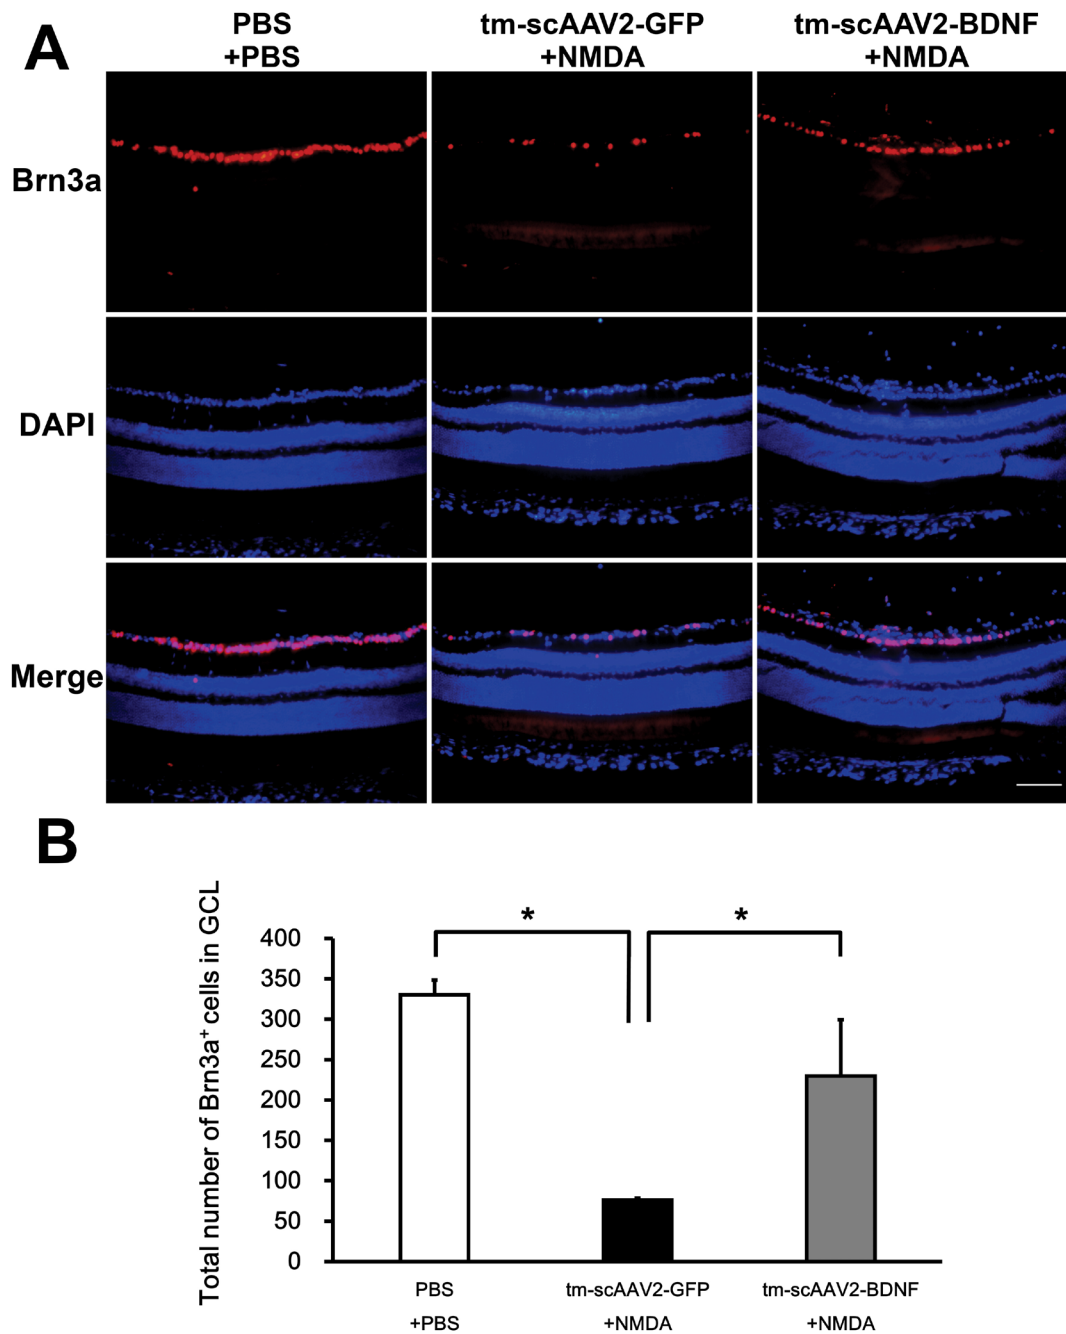 A
PBS
+PBS
tm-scAAV2-GFP
+NMDA
tm-scAAV2-BDNF
+NMDA
Brn3a
DAPI
Merge
B
Total number of Brn3a⁺ cells in GCL
400
350
300
250
200
150
100
50
0
*
*
PBS
+PBS
tm-scAAV2-GFP
+NMDA
tm-scAAV2-BDNF
+NMDA